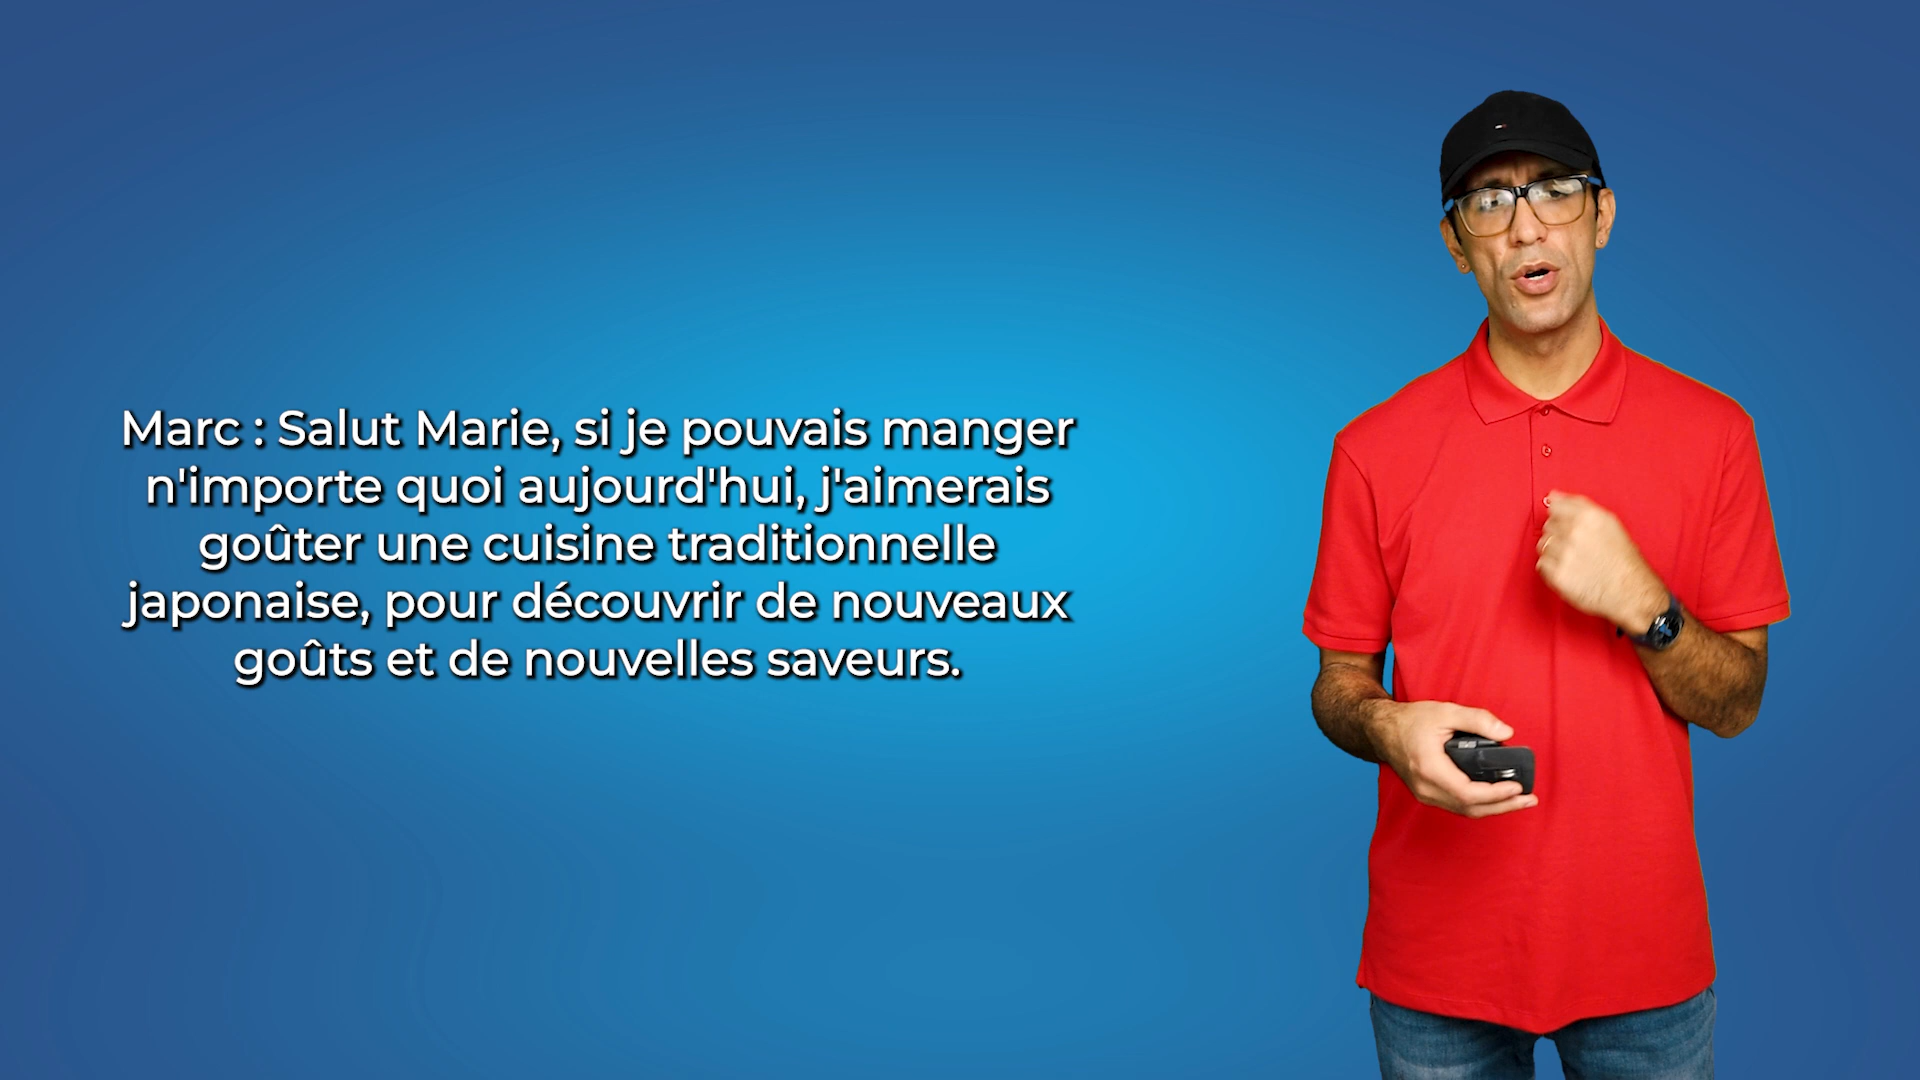 Marc : Salut Marie, si je pouvais manger
n'importe quoi aujourd'hui, j'aimerais
goûter une cuisine traditionnelle
japonaise, pour découvrir de nouveaux
goûts et de nouvelles saveurs.